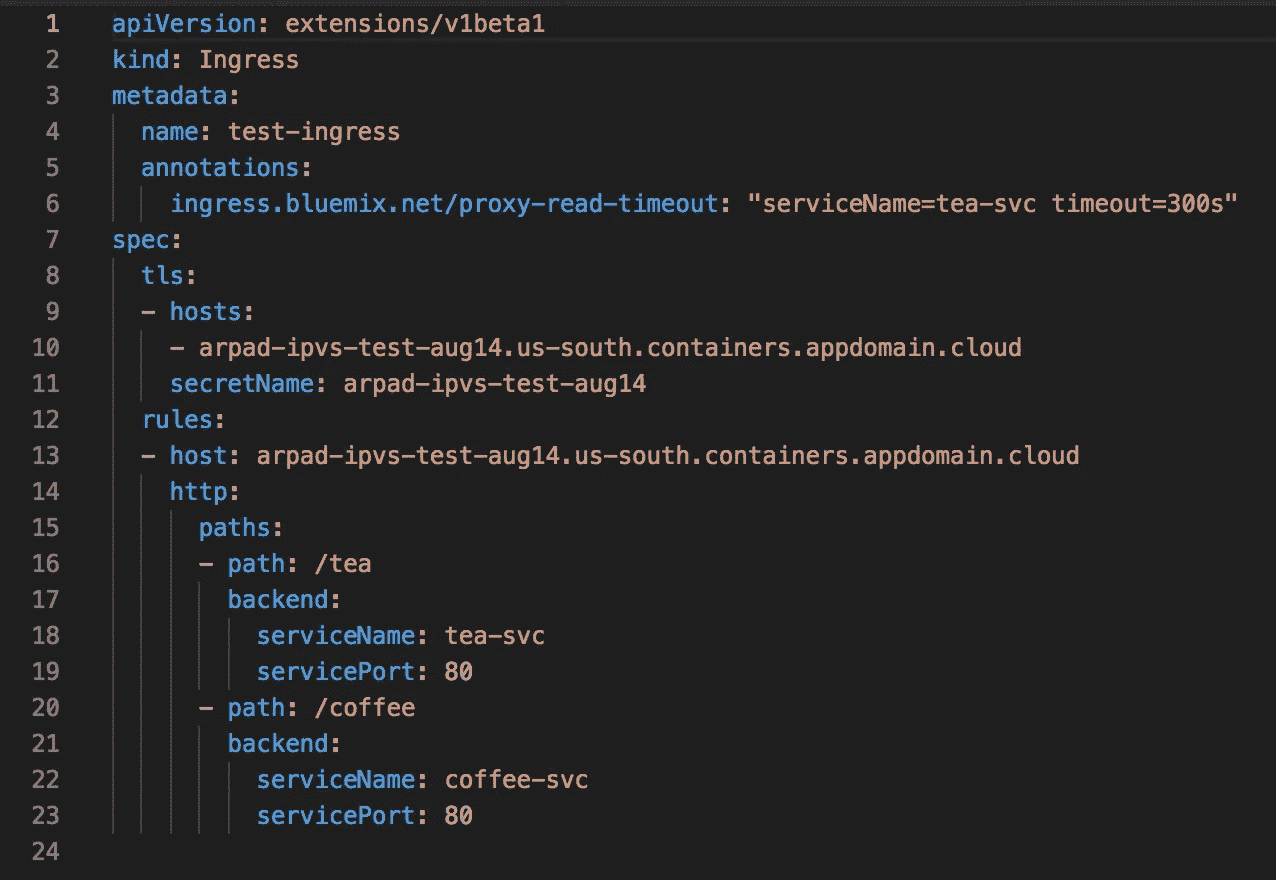 1 apiVersion: extensions/v1beta1
2 kind: Ingress
3 metadata:
4   name: test-ingress
5   annotations:
6     ingress.bluemix.net/proxy-read-timeout: "serviceName=tea-svc timeout=300s"
7 spec:
8   tls:
9   - hosts:
10     - arpad-ipvs-test-aug14.us-south.containers.appdomain.cloud
11     secretName: arpad-ipvs-test-aug14
12   rules:
13   - host: arpad-ipvs-test-aug14.us-south.containers.appdomain.cloud
14     http:
15       paths:
16       - path: /tea
17         backend:
18           serviceName: tea-svc
19           servicePort: 80
20       - path: /coffee
21         backend:
22           serviceName: coffee-svc
23           servicePort: 80
24